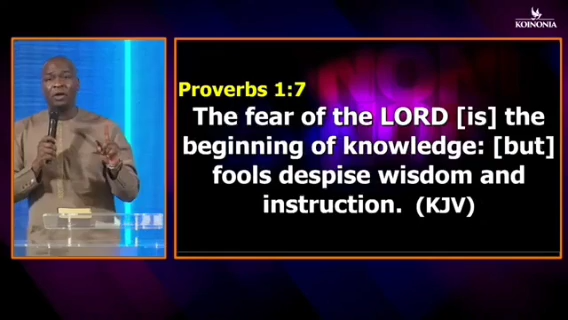 KOINONIA
Proverbs 1:7
The fear of the LORD [is] the
beginning of knowledge: [but]
fools despise wisdom and
instruction. (KJV)